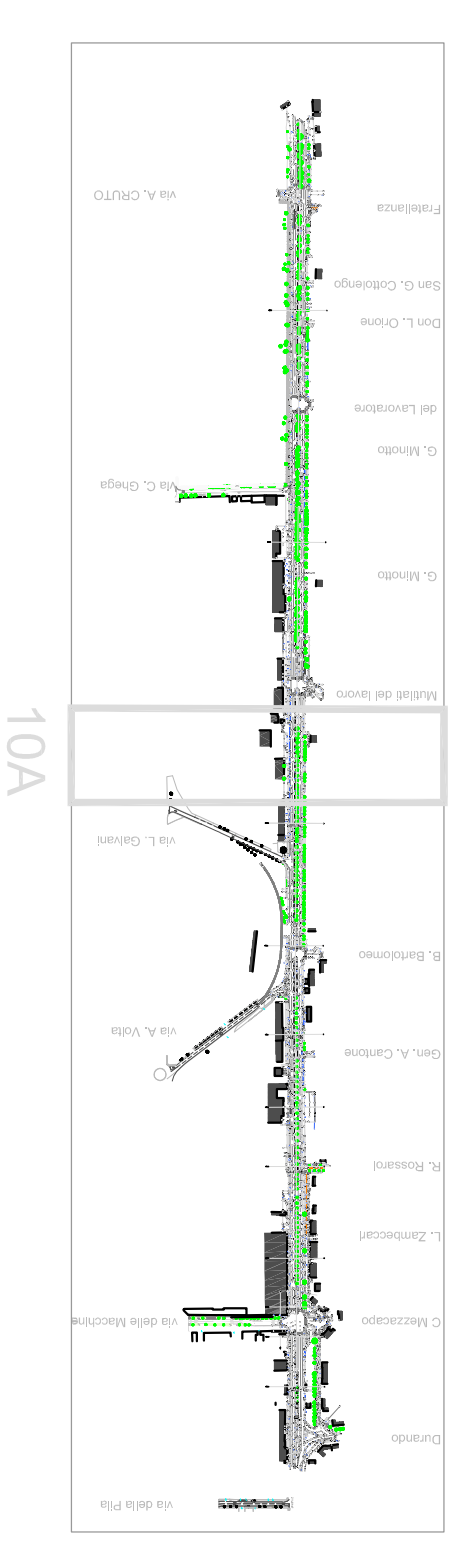 via della Pila
Durando
C Mezzacapo
via delle Macchine
L. Zambeccari
R. Rossarol
Gen. A. Cantone
via A. Volta
B. Bartolomeo
via L. Galvani
10A
Mutilati del lavoro
G. Minotto
via C. Ghega
G. Minotto
del Lavoratore
Don L. Orione
San G. Cottolengo
Fratellanza
via A. CRUTO